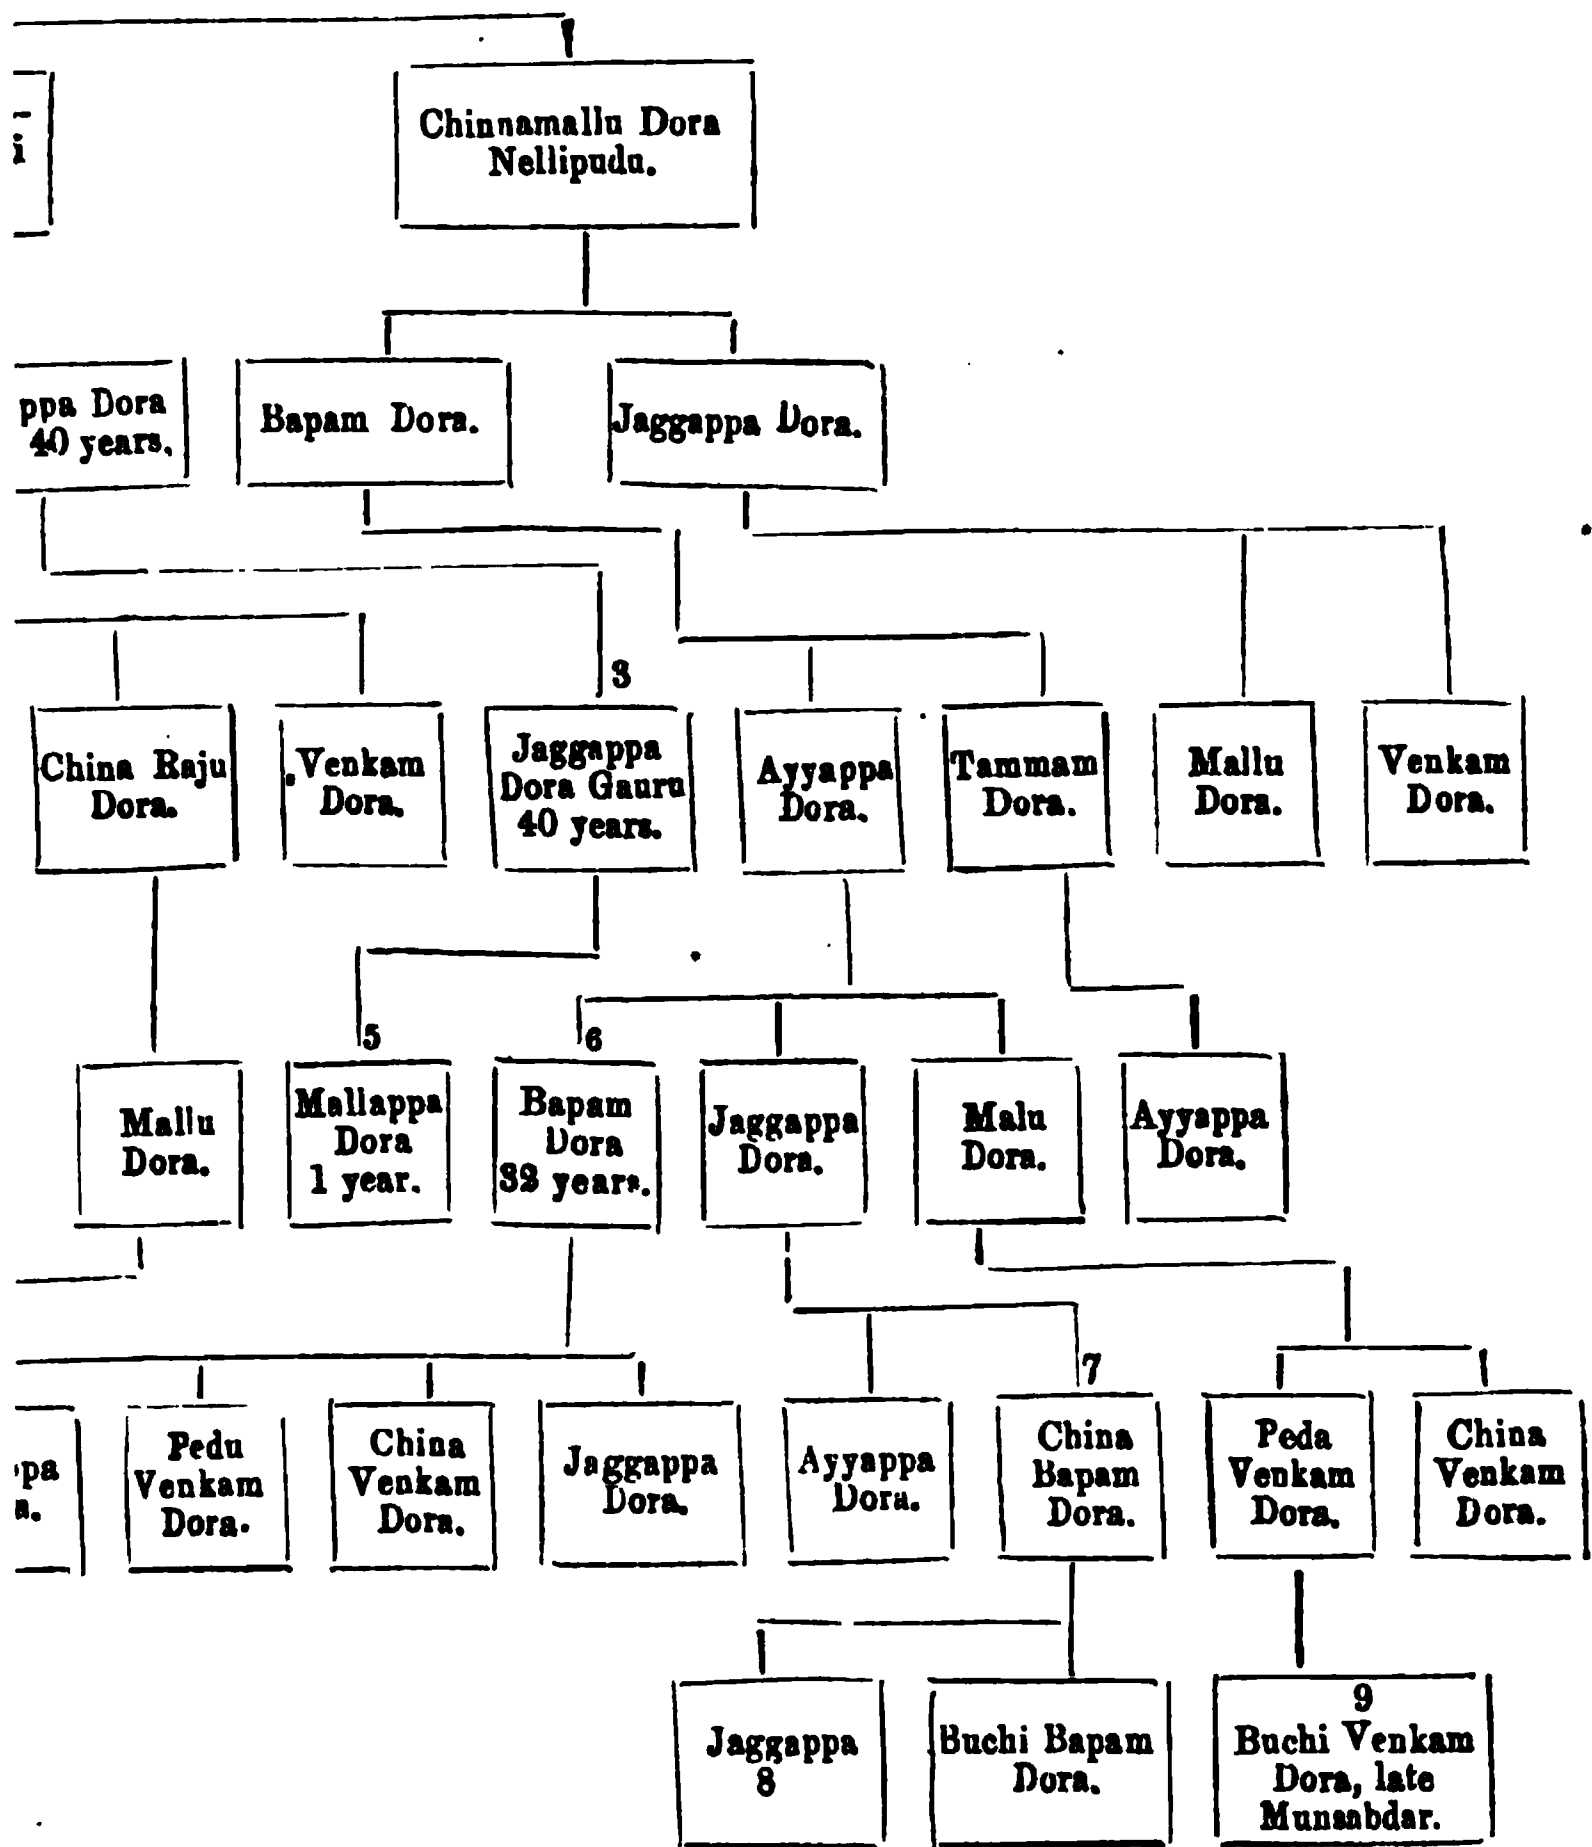 Chinnamallu Dora
Nellipudu.
ppa Dora
40 years.
Bapam Dora.
Jaggappa Dora.
3
China Raju
Dora.
Venkam
Dora.
Jaggappa
Dora Gauru
40 years.
Ayyappa
Dora.
Tammam
Dora.
Mallu
Dora.
Venkam
Dora.
5
6
Mallu
Dora.
Mallappa
Dora
1 year.
Bapam
Dora
years.
Jaggappa
Dora.
Malu
Dora.
Ayyappa
Dora.
7
ppa
a.
Pedu
Venkam
Dora.
China
Venkam
Dora.
Jaggappa
Dora.
Ayyappa
Dora.
China
Bapam
Dora.
Peda
Venkam
Dora.
China
Venkam
Dora.
Jaggappa
8
Buchi Bapam
Dora.
9
Buchi Venkam
Dora, late
Munsabdar.